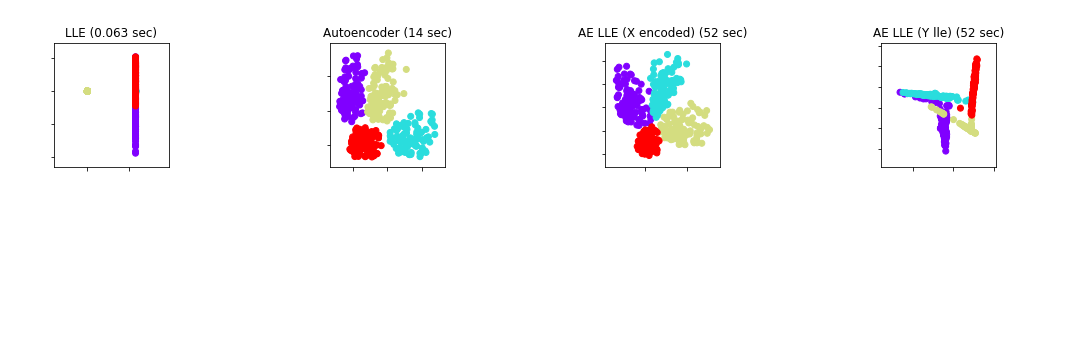 LLE (0.063 sec)
Autoencoder (14 sec)
AE LLE (X encoded) (52 sec)
AE LLE (Y lle) (52 sec)